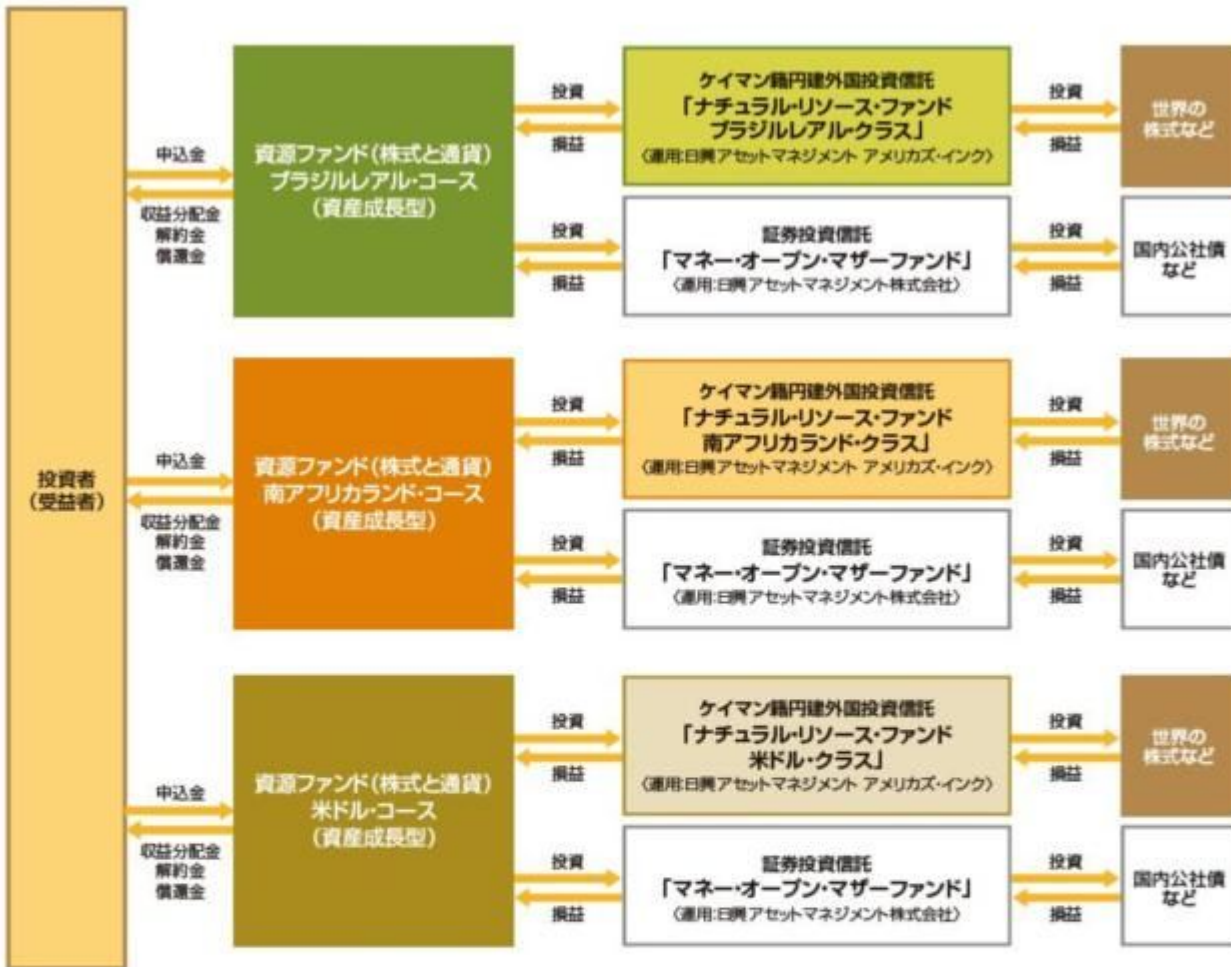 投資者
(受益者)
申込金
収益分配金
解約金
償還金
資源ファンド(株式と通貨)
ブラジルレアル・コース
(資産成長型)
投資
損益
ケイマン籍円建外国投資信託
「ナチュラル・リソース・ファンド
ブラジルレアル・クラス」
〈運用:日興アセットマネジメント アメリカズ・インク〉
投資
損益
世界の
株式など
投資
損益
証券投資信託
「マネー・オープン・マザーファンド」
〈運用:日興アセットマネジメント株式会社〉
投資
損益
国内公社債
など
申込金
収益分配金
解約金
償還金
資源ファンド(株式と通貨)
南アフリカランド・コース
(資産成長型)
投資
損益
ケイマン籍円建外国投資信託
「ナチュラル・リソース・ファンド
南アフリカランド・クラス」
〈運用:日興アセットマネジメント アメリカズ・インク〉
投資
損益
世界の
株式など
投資
損益
証券投資信託
「マネー・オープン・マザーファンド」
〈運用:日興アセットマネジメント株式会社〉
投資
損益
国内公社債
など
申込金
収益分配金
解約金
償還金
資源ファンド(株式と通貨)
米ドル・コース
(資産成長型)
投資
損益
ケイマン籍円建外国投資信託
「ナチュラル・リソース・ファンド
米ドル・クラス」
〈運用:日興アセットマネジメント アメリカズ・インク〉
投資
損益
世界の
株式など
投資
損益
証券投資信託
「マネー・オープン・マザーファンド」
〈運用:日興アセットマネジメント株式会社〉
投資
損益
国内公社債
など